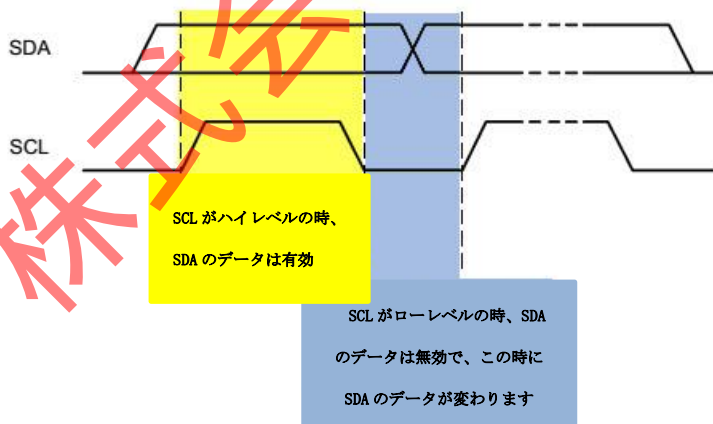 SDA
SCL
SCLがハイレベルの時、
SDAのデータは有効
SCLがローレベルの時、SDA
のデータは無効で、この時に
SDAのデータが変わります
株式会